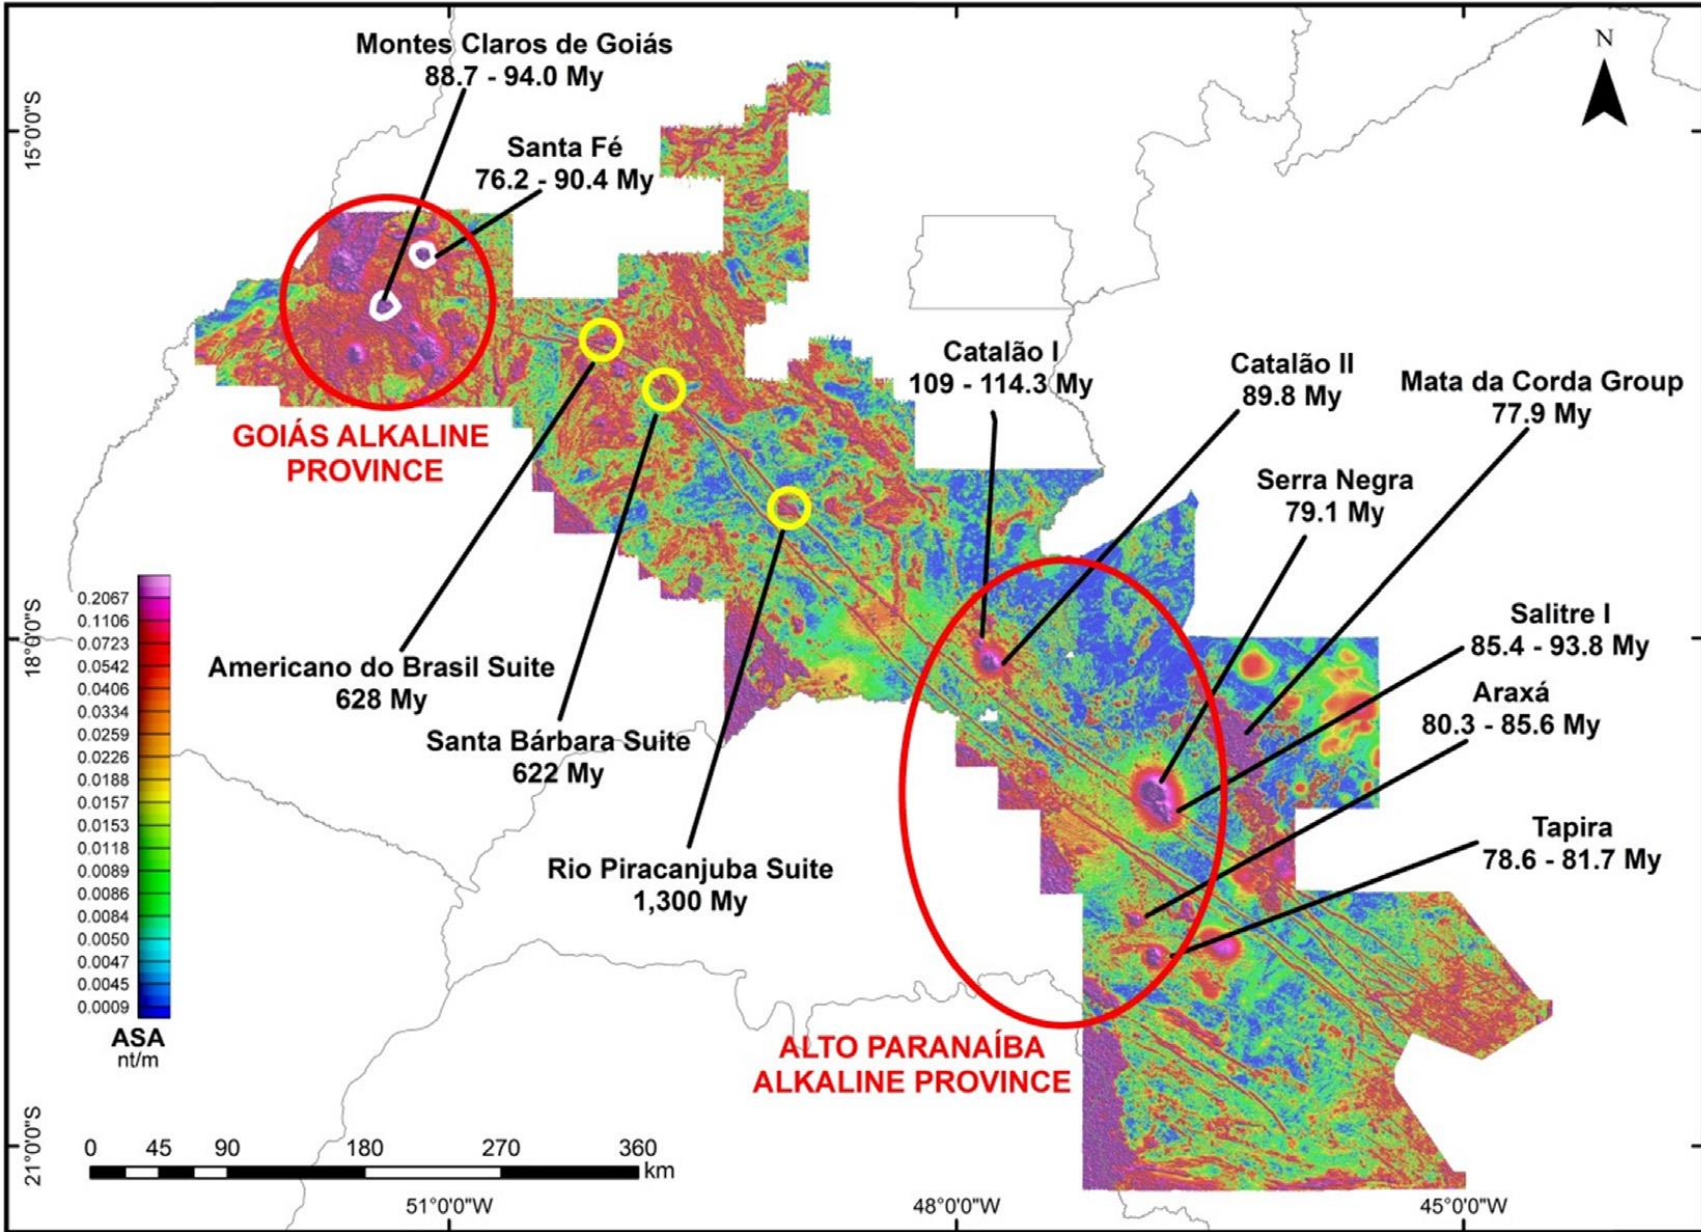 Montes Claros de Goiás
88.7 - 94.0 My
N
15°0'0"S
Santa Fé
76.2 - 90.4 My
Catalão I
109 - 114.3 My
Catalão II
89.8 My
Mata da Corda Group
77.9 My
GOIÁS ALKALINE
PROVINCE
Serra Negra
79.1 My
18°0'0"S
Salitre I
85.4 - 93.8 My
Americano do Brasil Suite
628 My
Araxá
80.3 - 85.6 My
Santa Bárbara Suite
622 My
Tapira
78.6 - 81.7 My
Rio Piracanjuba Suite
1,300 My
0.2067
0.1106
0.0723
0.0542
0.0406
0.0334
0.0259
0.0226
0.0188
0.0157
0.0153
0.0118
0.0089
0.0086
0.0084
0.0050
0.0047
0.0045
0.0009
ASA
nt/m
ALTO PARANAÍBA
ALKALINE PROVINCE
21°0'0"S
0 45 90 180 270 360
km
51°0'0"W 48°0'0"W 45°0'0"W